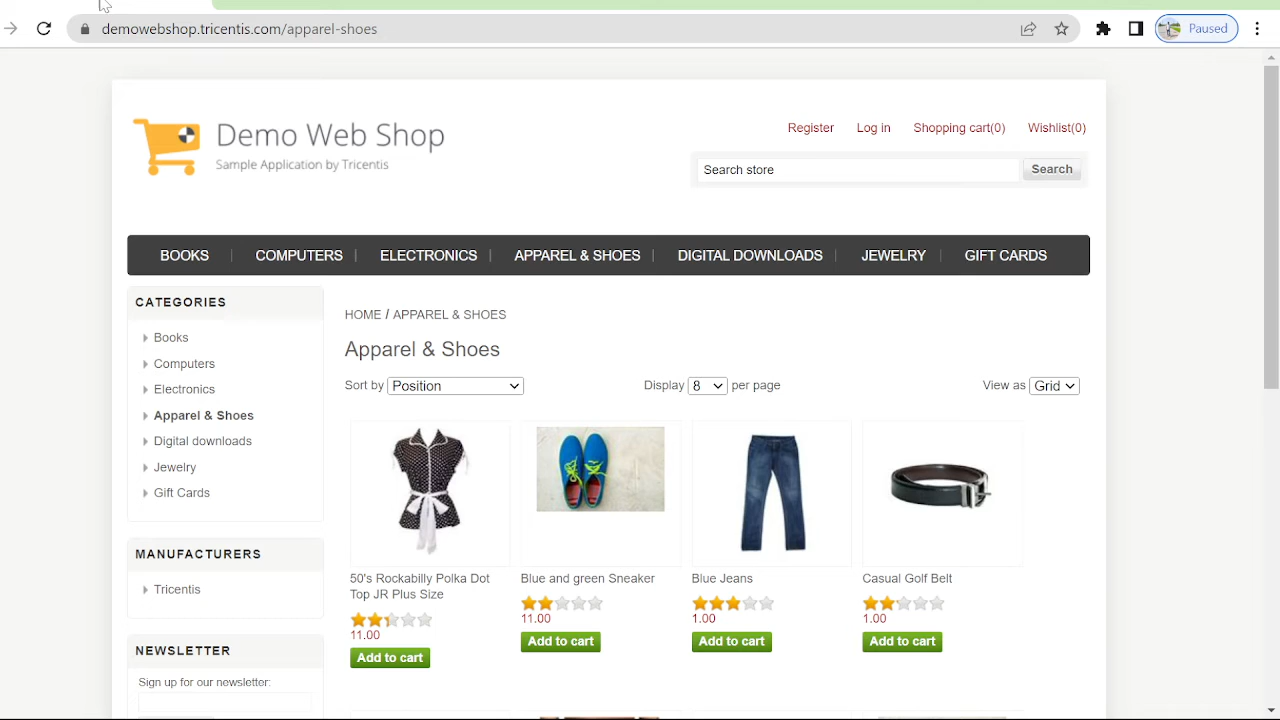 demowebshop.tricentis.com/apparel-shoes
Paused
Demo Web Shop
Sample Application by Tricentis
Register Log in Shopping cart(0) Wishlist(0)
Search store Search
BOOKS COMPUTERS ELECTRONICS APPAREL & SHOES DIGITAL DOWNLOADS JEWELRY GIFT CARDS
CATEGORIES
Books
Computers
Electronics
Apparel & Shoes
Digital downloads
Jewelry
Gift Cards
MANUFACTURERS
Tricentis
NEWSLETTER
Sign up for our newsletter:
HOME / APPAREL & SHOES
Apparel & Shoes
Sort by Position Display 8 per page View as Grid
50's Rockabilly Polka Dot
Top JR Plus Size
11.00
Add to cart
Blue and green Sneaker
11.00
Add to cart
Blue Jeans
1.00
Add to cart
Casual Golf Belt
1.00
Add to cart